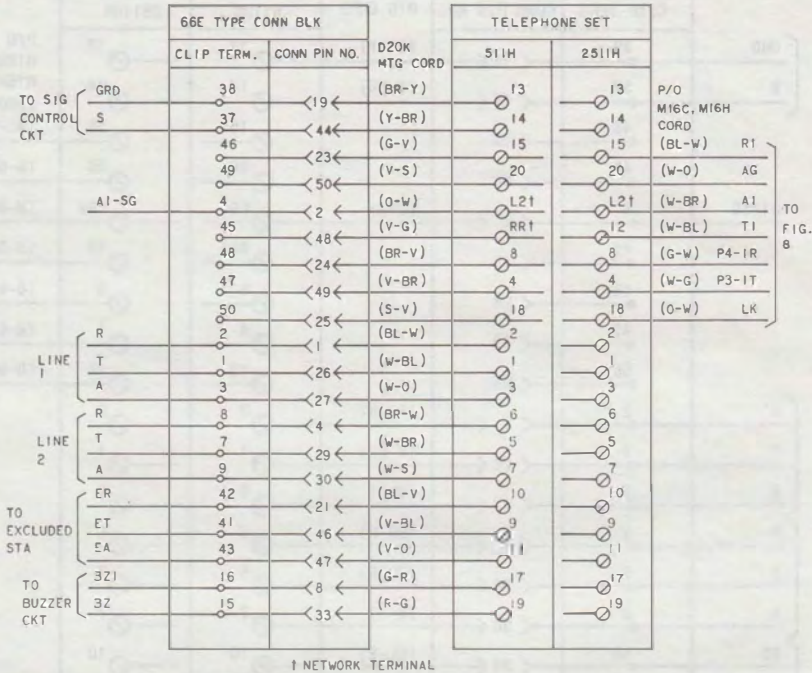 66E TYPE CONN BLK TELEPHONE SET
CLIP TERM. CONN PIN NO. D20K MTG CORD 511H 2511H
TO SIG CONTROL CKT
GRD 38 19 (BR-Y) 13 13 P/O M16C, M16H CORD
S 37 44 (Y-BR) 14 14
46 23 (G-V) 15 15 (BL-W) R1
49 50 (V-S) 20 20 (W-O) AG
A1-SG 4 2 (O-W) L2† L2† (W-BR) A1
45 48 (V-G) RR† 12 (W-BL) T1
48 24 (BR-V) 8 8 (G-W) P4-1R
47 49 (V-BR) 4 4 (W-G) P3-1T
50 25 (S-V) 18 18 (O-W) LK
TO FIG. 8
LINE 1
R 2 1 (BL-W) 2 2
T 1 26 (W-BL) 1 1
A 3 27 (W-O) 3 3
LINE 2
R 8 4 (BR-W) 6 6
T 7 29 (W-BR) 5 5
A 9 30 (W-S) 7 7
TO EXCLUDED STA
ER 42 21 (BL-V) 10 10
ET 41 46 (V-BL) 9 9
EA 43 47 (V-O) 11 11
TO BUZZER CKT
3Z1 16 8 (G-R) 17 17
3Z 15 33 (R-G) 19 19
† NETWORK TERMINAL